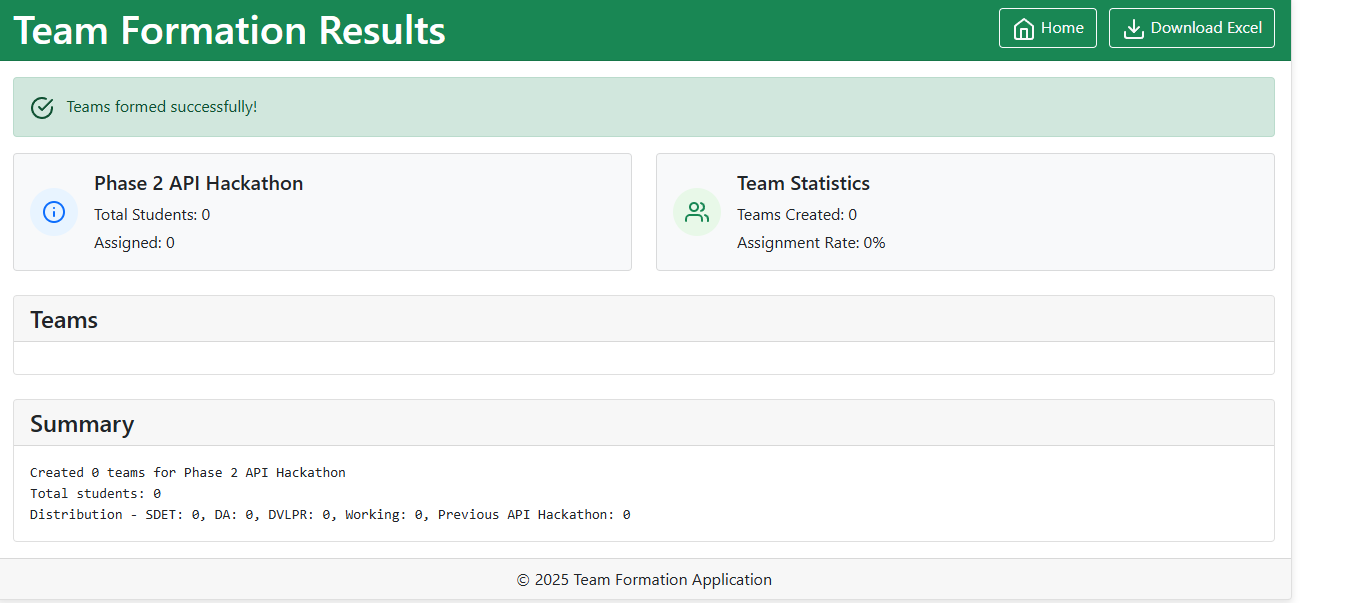 Team Formation Results
Home
Download Excel
Teams formed successfully!
Phase 2 API Hackathon
Total Students: 0
Assigned: 0
Team Statistics
Teams Created: 0
Assignment Rate: 0%
Teams
Summary
Created 0 teams for Phase 2 API Hackathon
Total students: 0
Distribution - SDET: 0, DA: 0, DVLPR: 0, Working: 0, Previous API Hackathon: 0
© 2025 Team Formation Application